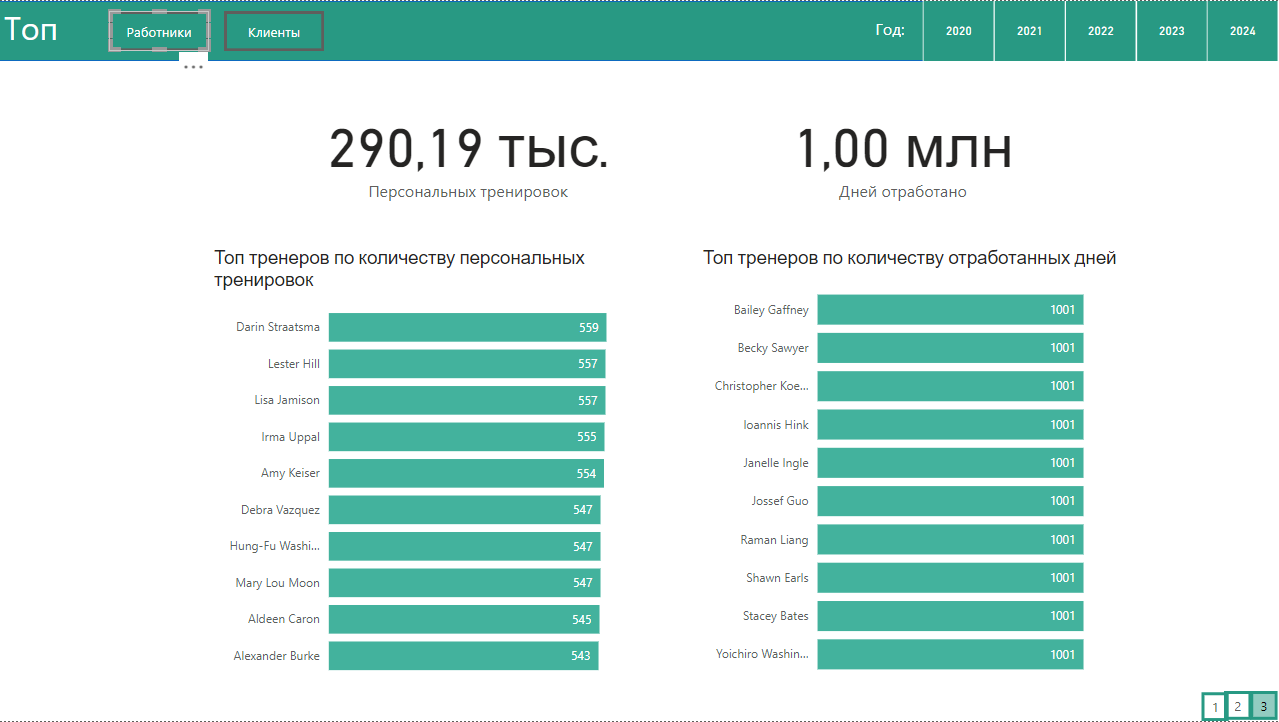 Топ
Работники
Клиенты
Год:
2020
2021
2022
2023
2024
290,19 тыс.
Персональных тренировок
1,00 млн
Дней отработано
Топ тренеров по количеству персональных
тренировок
Darin Straatsma 559
Lester Hill 557
Lisa Jamison 557
Irma Uppal 555
Amy Keiser 554
Debra Vazquez 547
Hung-Fu Washi... 547
Mary Lou Moon 547
Aldeen Caron 545
Alexander Burke 543
Топ тренеров по количеству отработанных дней
Bailey Gaffney 1001
Becky Sawyer 1001
Christopher Koe... 1001
Ioannis Hink 1001
Janelle Ingle 1001
Jossef Guo 1001
Raman Liang 1001
Shawn Earls 1001
Stacey Bates 1001
Yoichiro Washin... 1001
1 2 3